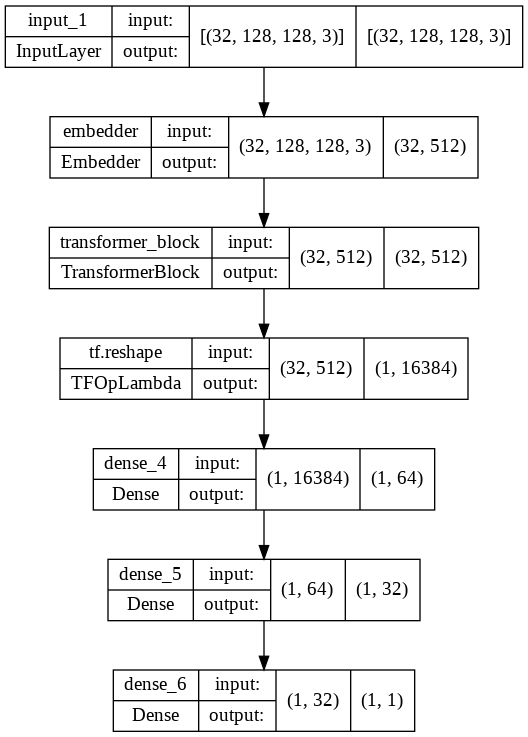 input_1 input: [(32, 128, 128, 3)] [(32, 128, 128, 3)]
InputLayer output:
embedder input: (32, 128, 128, 3) (32, 512)
Embedder output:
transformer_block input: (32, 512) (32, 512)
TransformerBlock output:
tf.reshape input: (32, 512) (1, 16384)
TFOpLambda output:
dense_4 input: (1, 16384) (1, 64)
Dense output:
dense_5 input: (1, 64) (1, 32)
Dense output:
dense_6 input: (1, 32) (1, 1)
Dense output: